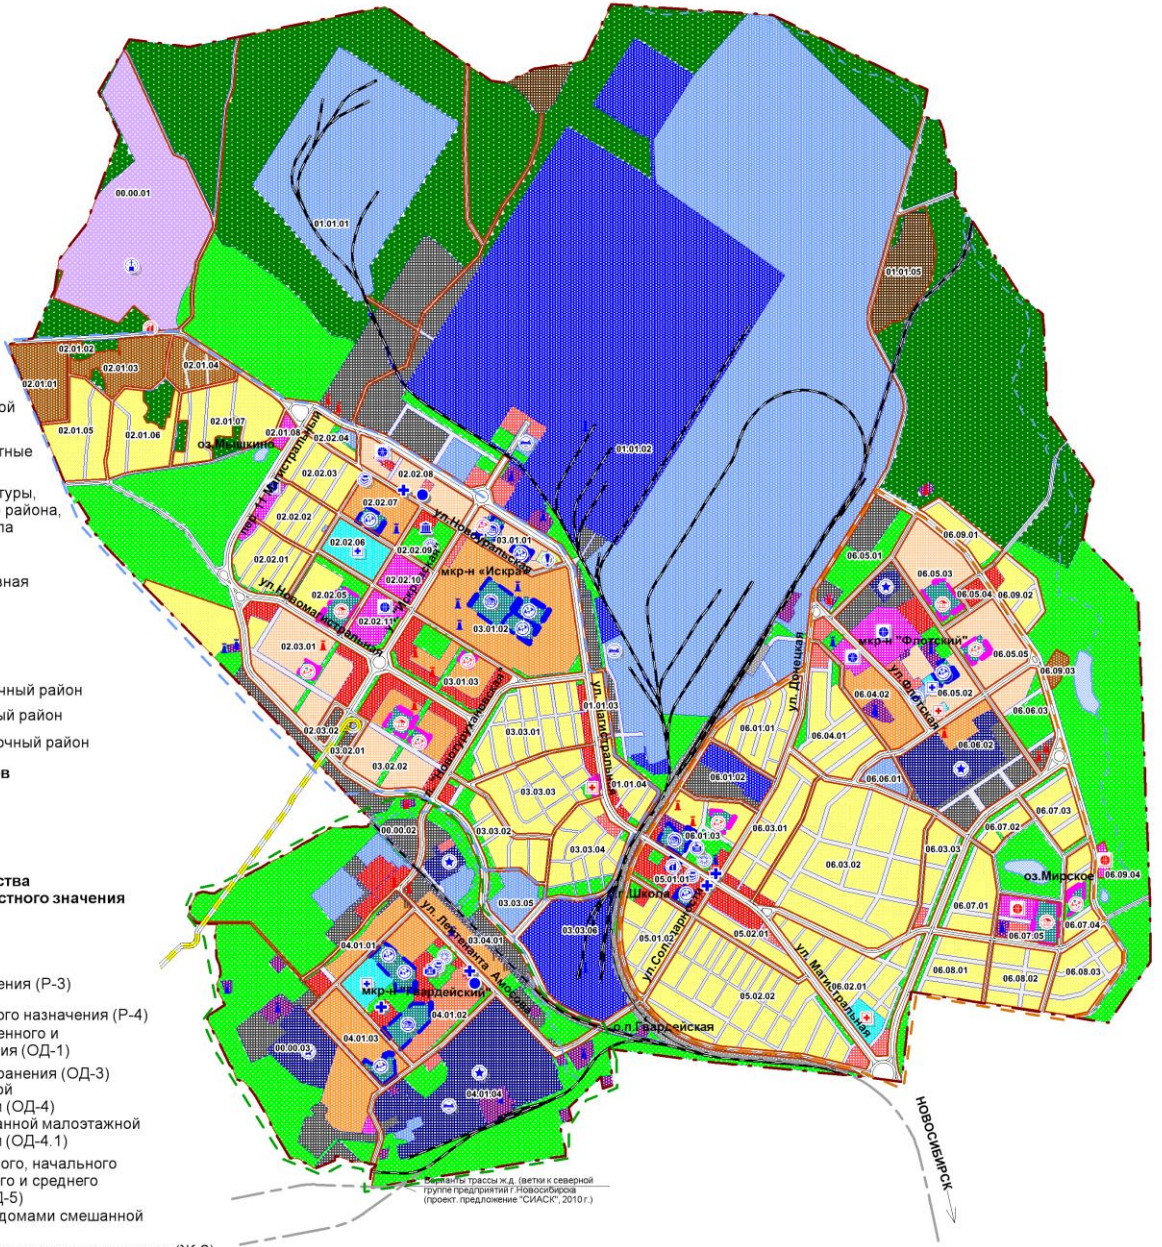 00.00.01
01.01.01
01.01.05
02.01.02
02.01.03
02.01.04
02.01.01
02.01.05
02.01.06
02.01.07
оз.Мышкино
02.01.08
02.02.04
пер. 11 Магистральный
02.02.03
02.02.08
01.01.02
02.02.07
02.02.02
ул.Новоуральская
03.01.01
02.02.06
02.02.09
02.02.01
02.02.10
мкр-н «Искра»
02.02.05
02.02.11
03.01.02
ул.Новомагистральная
02.03.01
03.01.03
ул. Магистральная
01.01.03
02.03.02
03.02.01
03.02.02
03.03.01
03.03.03
03.03.02
03.03.04
01.01.04
00.00.02
03.03.05
03.03.06
03.04.01
ул. Лейтенанта Амосова
04.01.01
мкр-н "Гвардейский"
04.01.02
04.01.03
00.00.03
04.01.04
о.п.Гвардейская
06.05.01
06.09.01
06.05.03
06.05.04
06.09.02
мкр-н "Флотский"
06.05.05
ул.Флотская
06.05.02
06.09.03
06.04.02
06.06.03
ул. Донецкая
06.01.01
06.04.01
06.06.02
06.01.02
06.06.01
06.01.03
06.03.01
06.03.02
06.03.03
06.07.02
06.07.03
05.01.01
оз.Мирское
06.09.04
06.07.01
06.07.04
06.07.05
05.01.02
05.02.01
05.02.02
ул. Магистральная
06.02.01
06.08.01
06.08.02
06.08.03
НОВОСИБИРСК
Варианты трассы ж.д. (ветки к северной
группе предприятий г.Новосибирска
(проект. предложение "СИАСК", 2010 г.)
ой
тные
туры,
района,
ла
вная
чный район
ый район
очный район
ов
ства
стного значения
ения (Р-3)
ого назначения (Р-4)
венного и
ия (ОД-1)
ранения (ОД-3)
ой
и (ОД-4)
анной малоэтажной
и (ОД-4.1)
ого, начального
го и среднего
Д-5)
домами смешанной